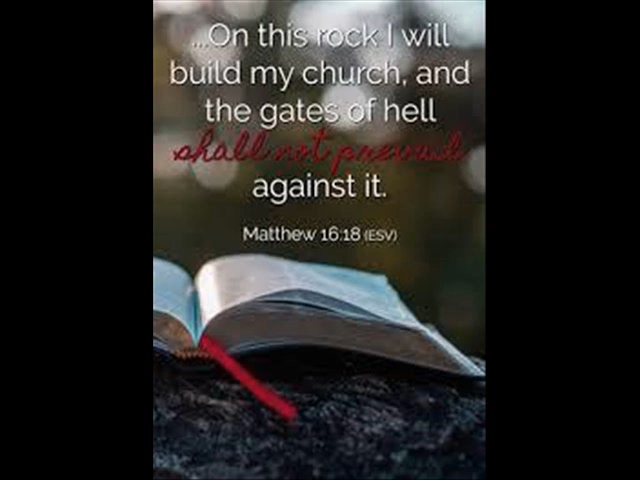 ...On this rock I will
build my church, and
the gates of hell
shall not prevail
against it.
Matthew 16:18 (ESV)